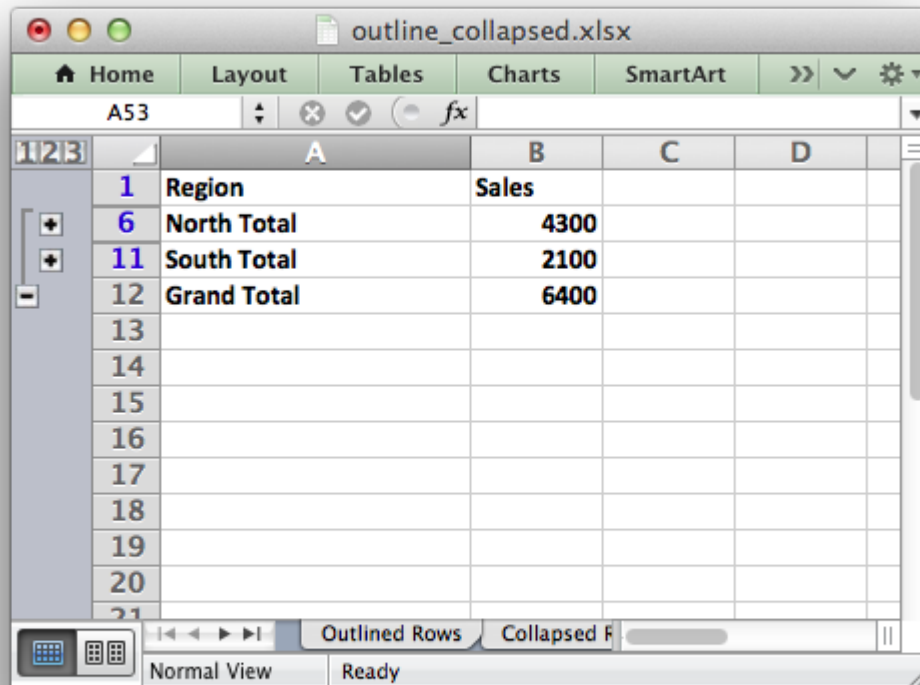 outline_collapsed.xlsx
Home Layout Tables Charts SmartArt
A53 fx
1 2 3 A B C D
1 Region Sales
6 North Total 4300
11 South Total 2100
12 Grand Total 6400
13
14
15
16
17
18
19
20
21
Outlined Rows Collapsed R
Normal View Ready